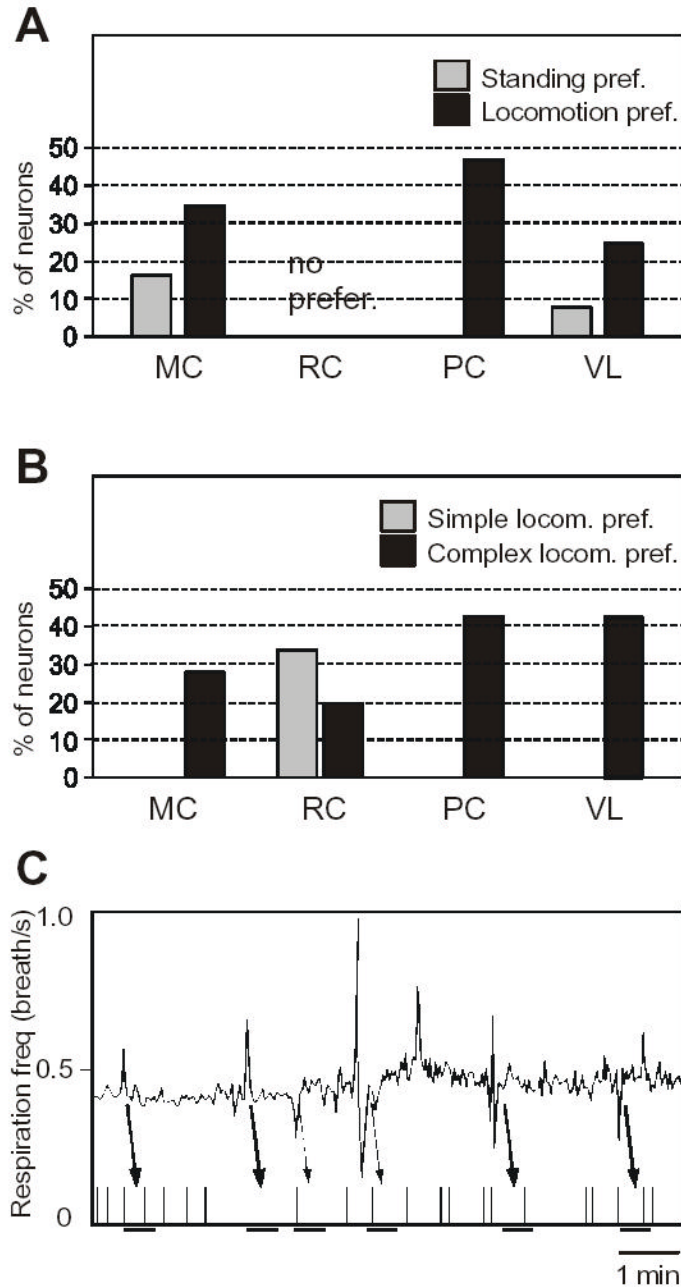 A
Standing pref.
Locomotion pref.
% of neurons
50
40
30
20
10
0
no
prefer.
MC RC PC VL
B
Simple locom. pref.
Complex locom. pref.
% of neurons
50
40
30
20
10
0
MC RC PC VL
C
Respiration freq (breath/s)
1.0
0.5
0
1 min